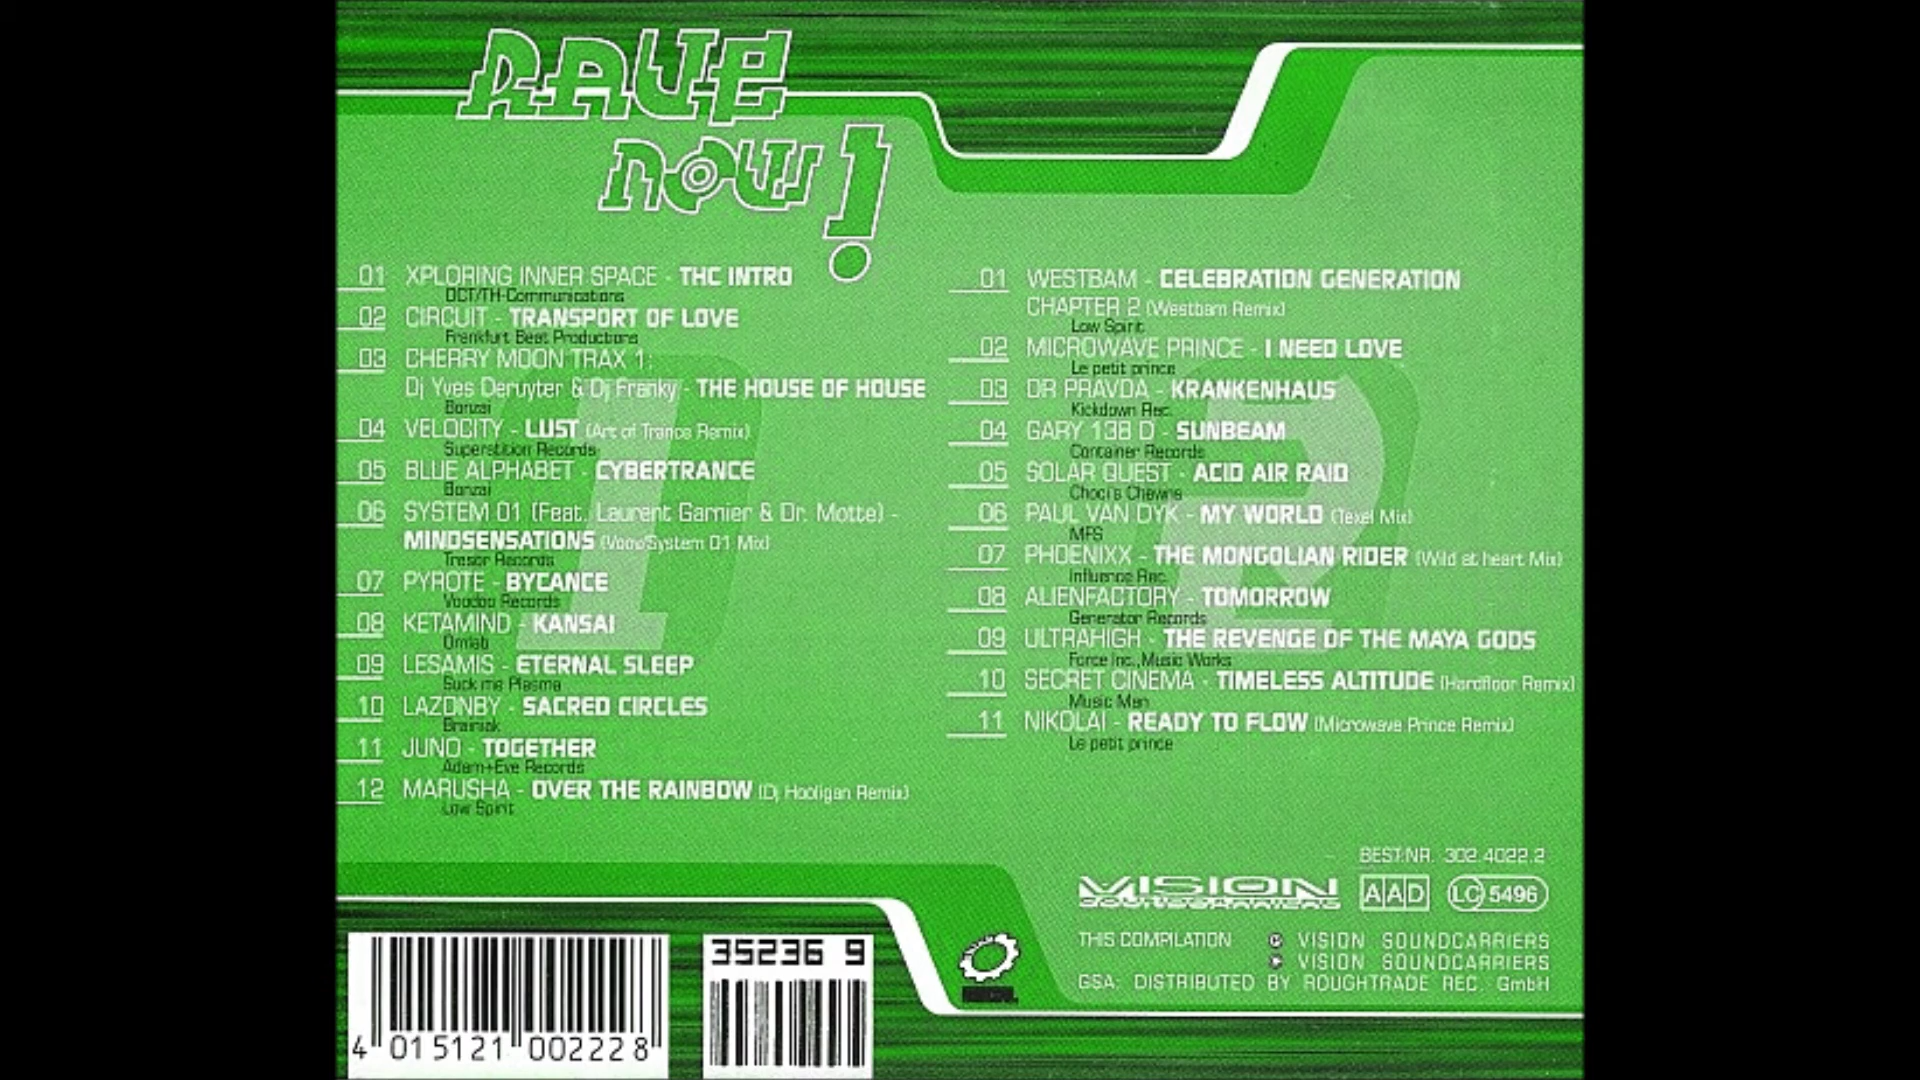 RAVE
NOW!
01 XPLORING INNER SPACE - THC INTRO
DCT/TH-Communications
02 CIRCUIT - TRANSPORT OF LOVE
Frankfurt Beat Productions
03 CHERRY MOON TRAX 1:
Dj Yves Deruyter & Dj Franky - THE HOUSE OF HOUSE
Bonzai
04 VELOCITY - LUST (Art of Trance Remix)
Superstition Records
05 BLUE ALPHABET - CYBERTRANCE
Bonzai
06 SYSTEM 01 (Feat. Laurent Garnier & Dr. Motte) -
MINDSENSATIONS (Voov/System 01 Mix)
Tresor Records
07 PYROTE - BYCANCE
Voodoo Records
08 KETAMIND - KANSAI
Omlab
09 LESAMIS - ETERNAL SLEEP
Suck me Plasma
10 LAZONBY - SACRED CIRCLES
Brainiak
11 JUNO - TOGETHER
Adam+Eve Records
12 MARUSHA - OVER THE RAINBOW (Dj Hooligan Remix)
Low Spirit
1
01 WESTBAM - CELEBRATION GENERATION
CHAPTER 2 (Westbam Remix)
Low Spirit
02 MICROWAVE PRINCE - I NEED LOVE
Le petit prince
03 DR PRAVDA - KRANKENHAUS
Kickdown Rec.
04 GARY 138 D - SUNBEAM
Container Records
05 SOLAR QUEST - ACID AIR RAID
Choci's Chewns
06 PAUL VAN DYK - MY WORLD (Texel Mix)
MFS
07 PHOENIXX - THE MONGOLIAN RIDER (Wild at heart Mix)
Influence Rec.
08 ALIENFACTORY - TOMORROW
Generator Records
09 ULTRAHIGH - THE REVENGE OF THE MAYA GODS
Force Inc., Music Works
10 SECRET CINEMA - TIMELESS ALTITUDE (Hardfloor Remix)
Music Man
11 NIKOLAI - READY TO FLOW (Microwave Prince Remix)
Le petit prince
2
BEST.NR. 302.4022.2
VISION AAD LC 5496
SOUNDCARRIERS
THIS COMPILATION ℗ VISION SOUNDCARRIERS
© VISION SOUNDCARRIERS
GSA: DISTRIBUTED BY ROUGHTRADE REC. GmbH
35236 9
4 015121 002228